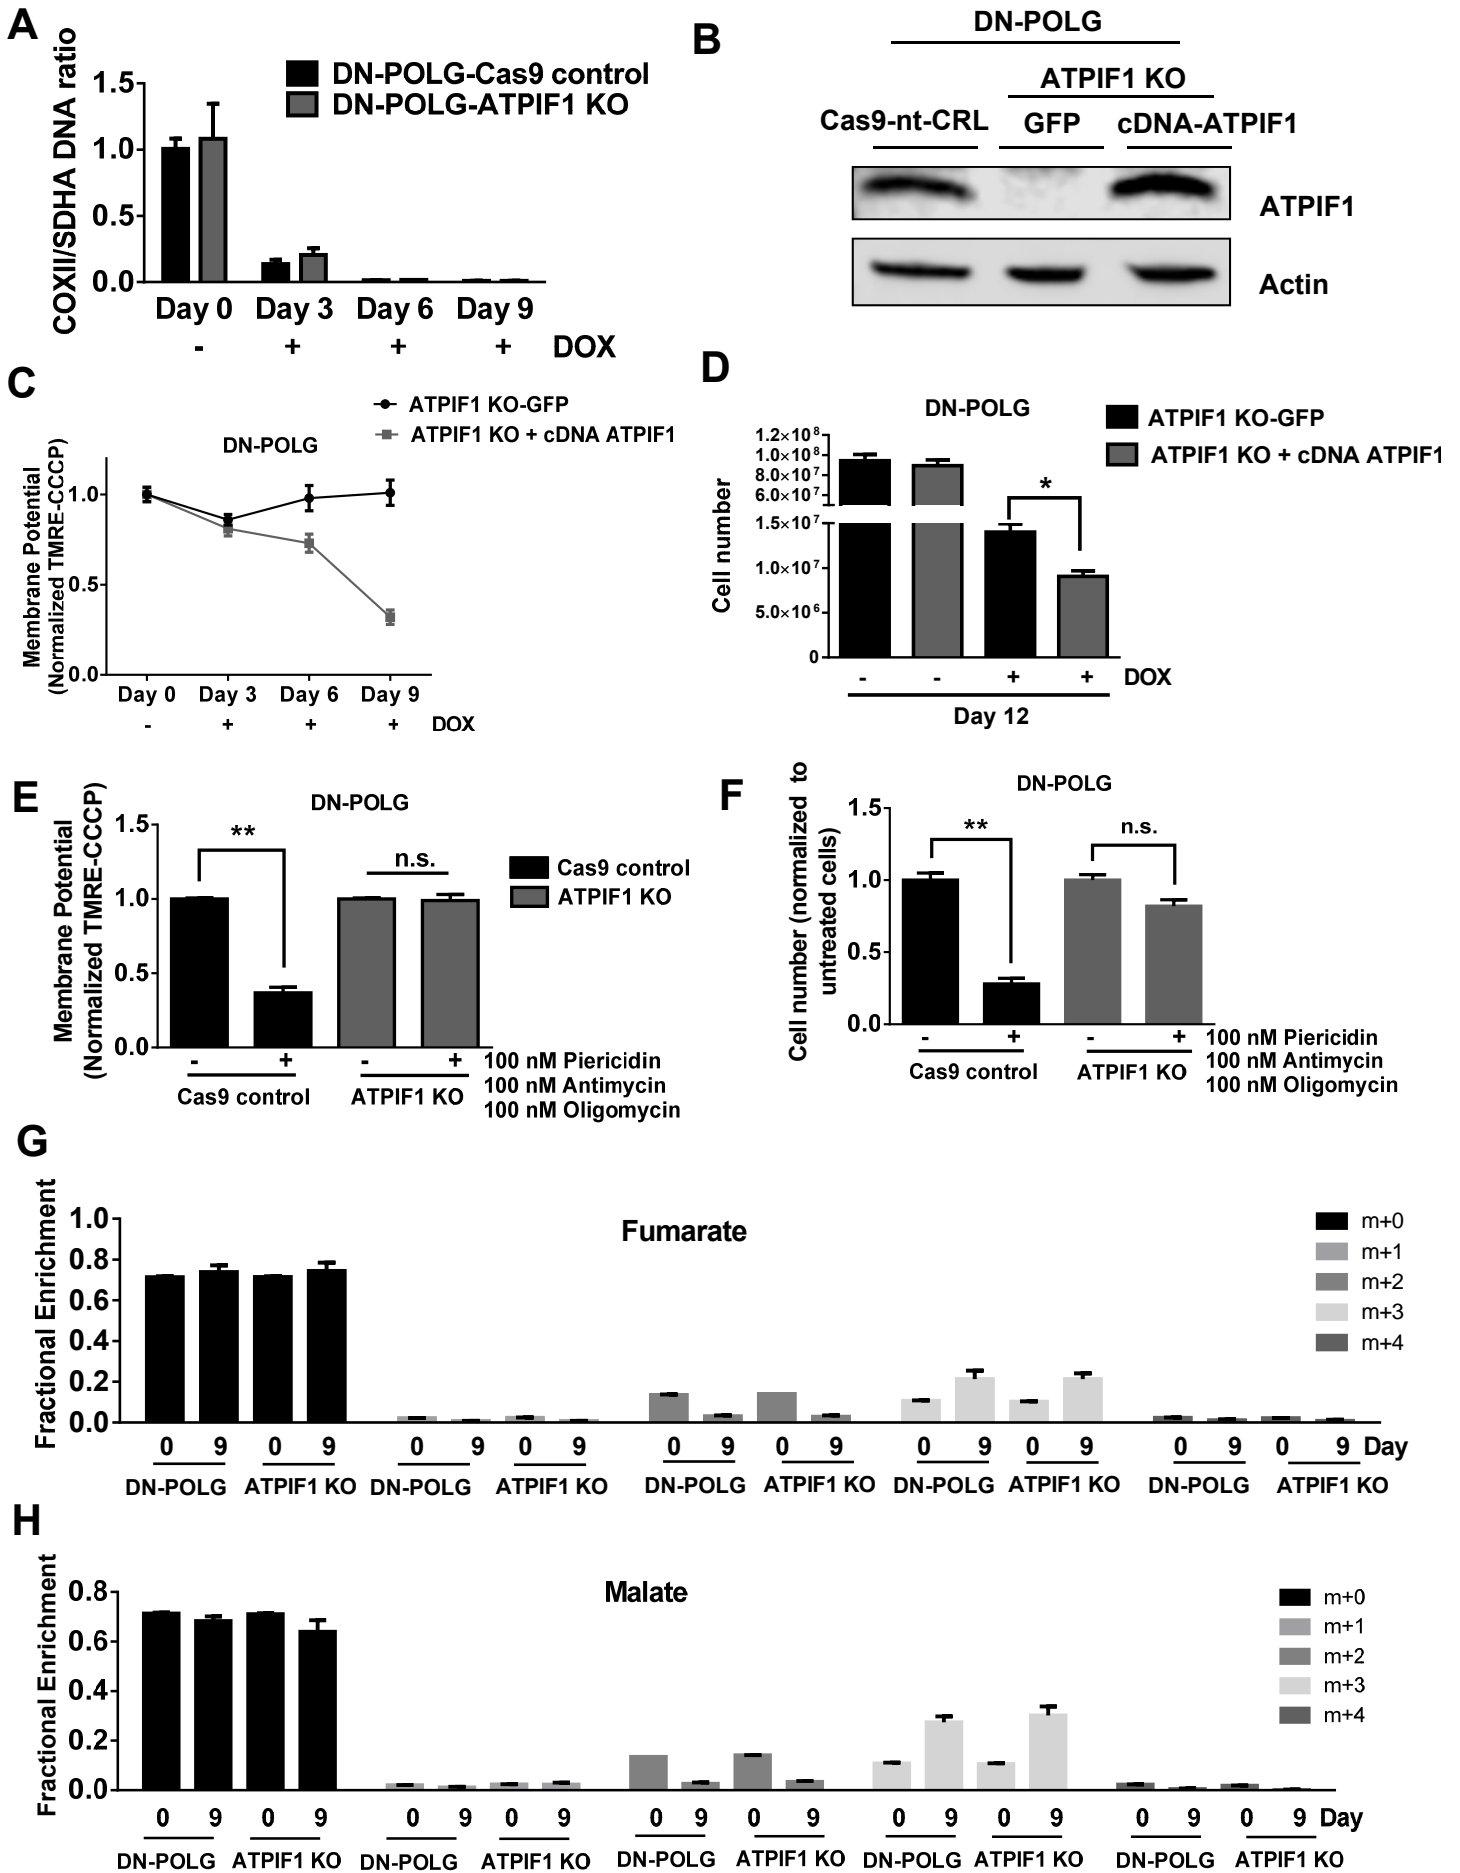 A
COXII/SDHA DNA ratio
1.5
1.0
0.5
0.0
DN-POLG-Cas9 control
DN-POLG-ATPIF1 KO
Day 0 Day 3 Day 6 Day 9
- + + + DOX
B
DN-POLG
ATPIF1 KO
Cas9-nt-CRL GFP cDNA-ATPIF1
ATPIF1
Actin
C
ATPIF1 KO-GFP
ATPIF1 KO + cDNA ATPIF1
DN-POLG
Membrane Potential
(Normalized TMRE-CCCP)
1.0
0.5
0.0
Day 0 Day 3 Day 6 Day 9
- + + + DOX
D
DN-POLG
ATPIF1 KO-GFP
ATPIF1 KO + cDNA ATPIF1
Cell number
1.2×10⁸
1.0×10⁸
8.0×10⁷
6.0×10⁷
1.5×10⁷
1.0×10⁷
5.0×10⁶
0
*
- - + + DOX
Day 12
E
DN-POLG
Membrane Potential
(Normalized TMRE-CCCP)
1.5
1.0
0.5
0.0
** n.s.
Cas9 control
ATPIF1 KO
- + - + 100 nM Piericidin
100 nM Antimycin
100 nM Oligomycin
Cas9 control ATPIF1 KO
F
DN-POLG
Cell number (normalized to
untreated cells)
1.5
1.0
0.5
0.0
** n.s.
- + - + 100 nM Piericidin
100 nM Antimycin
100 nM Oligomycin
Cas9 control ATPIF1 KO
G
Fumarate
Fractional Enrichment
1.0
0.8
0.6
0.4
0.2
0.0
m+0
m+1
m+2
m+3
m+4
0 9 0 9 0 9 0 9 0 9 0 9 0 9 0 9 0 9 0 9 Day
DN-POLG ATPIF1 KO DN-POLG ATPIF1 KO DN-POLG ATPIF1 KO DN-POLG ATPIF1 KO DN-POLG ATPIF1 KO
H
Malate
Fractional Enrichment
0.8
0.6
0.4
0.2
0.0
m+0
m+1
m+2
m+3
m+4
0 9 0 9 0 9 0 9 0 9 0 9 0 9 0 9 0 9 0 9 Day
DN-POLG ATPIF1 KO DN-POLG ATPIF1 KO DN-POLG ATPIF1 KO DN-POLG ATPIF1 KO DN-POLG ATPIF1 KO